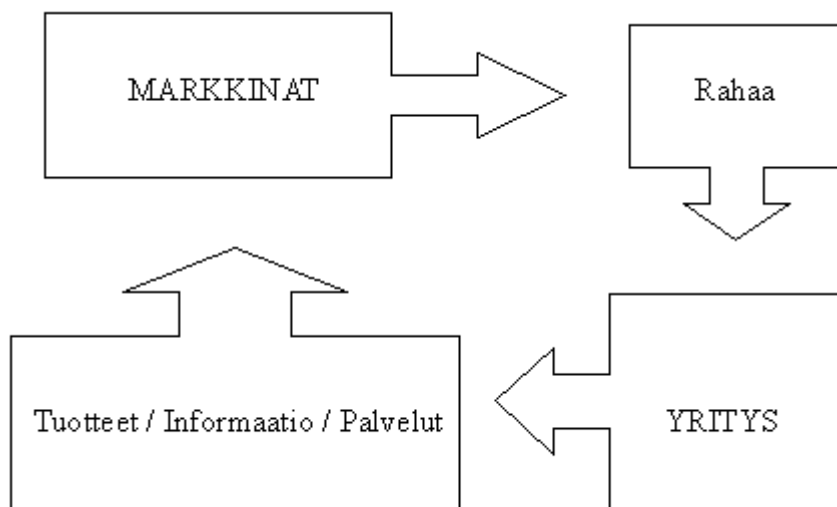 MARKKINAT
Rahaa
Tuotteet / Informaatio / Palvelut
YRITYS